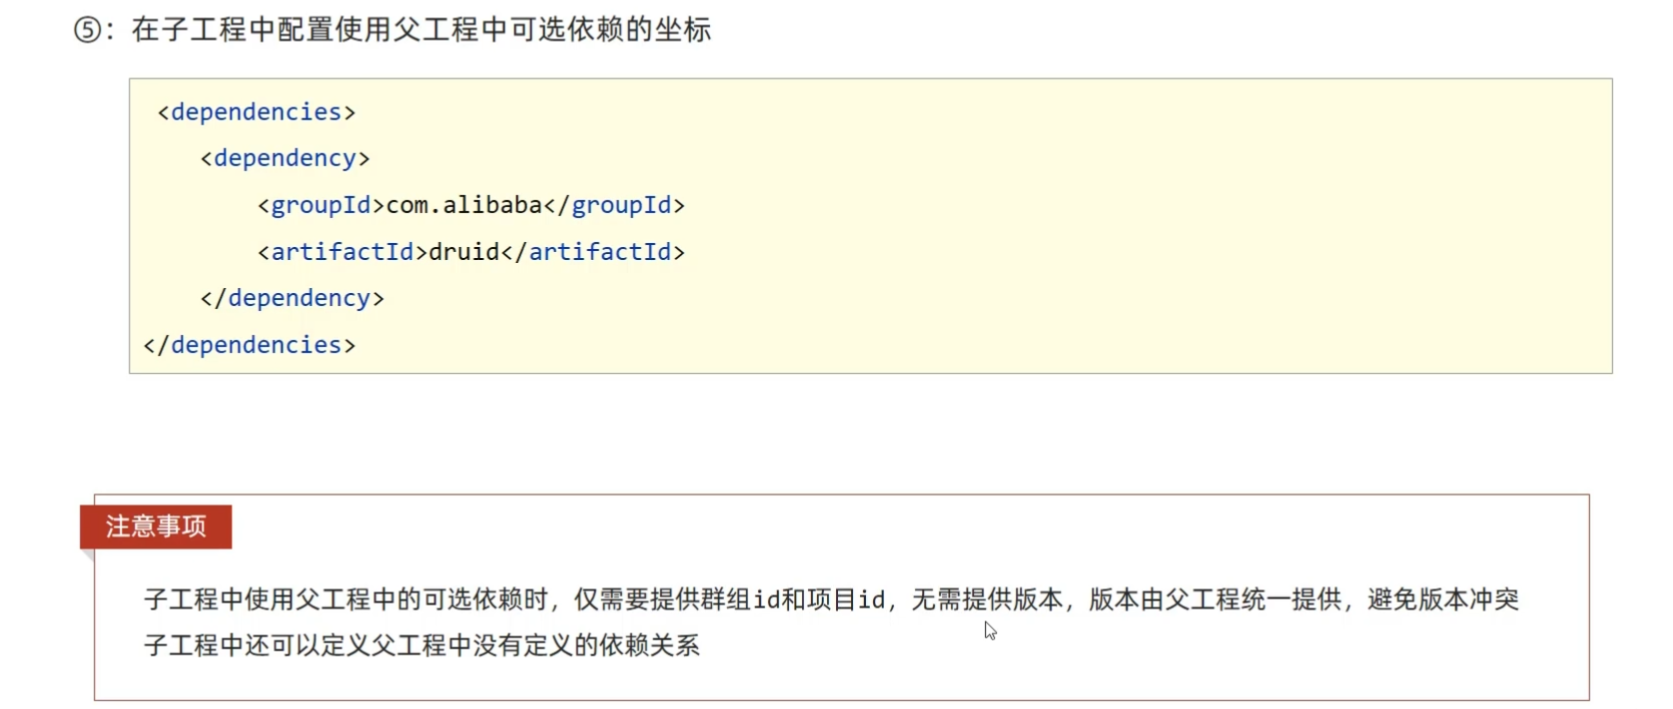 ⑤：在子工程中配置使用父工程中可选依赖的坐标
<dependencies>
<dependency>
<groupId>com.alibaba</groupId>
<artifactId>druid</artifactId>
</dependency>
</dependencies>
注意事项
子工程中使用父工程中的可选依赖时，仅需要提供群组id和项目id，无需提供版本，版本由父工程统一提供，避免版本冲突
子工程中还可以定义父工程中没有定义的依赖关系